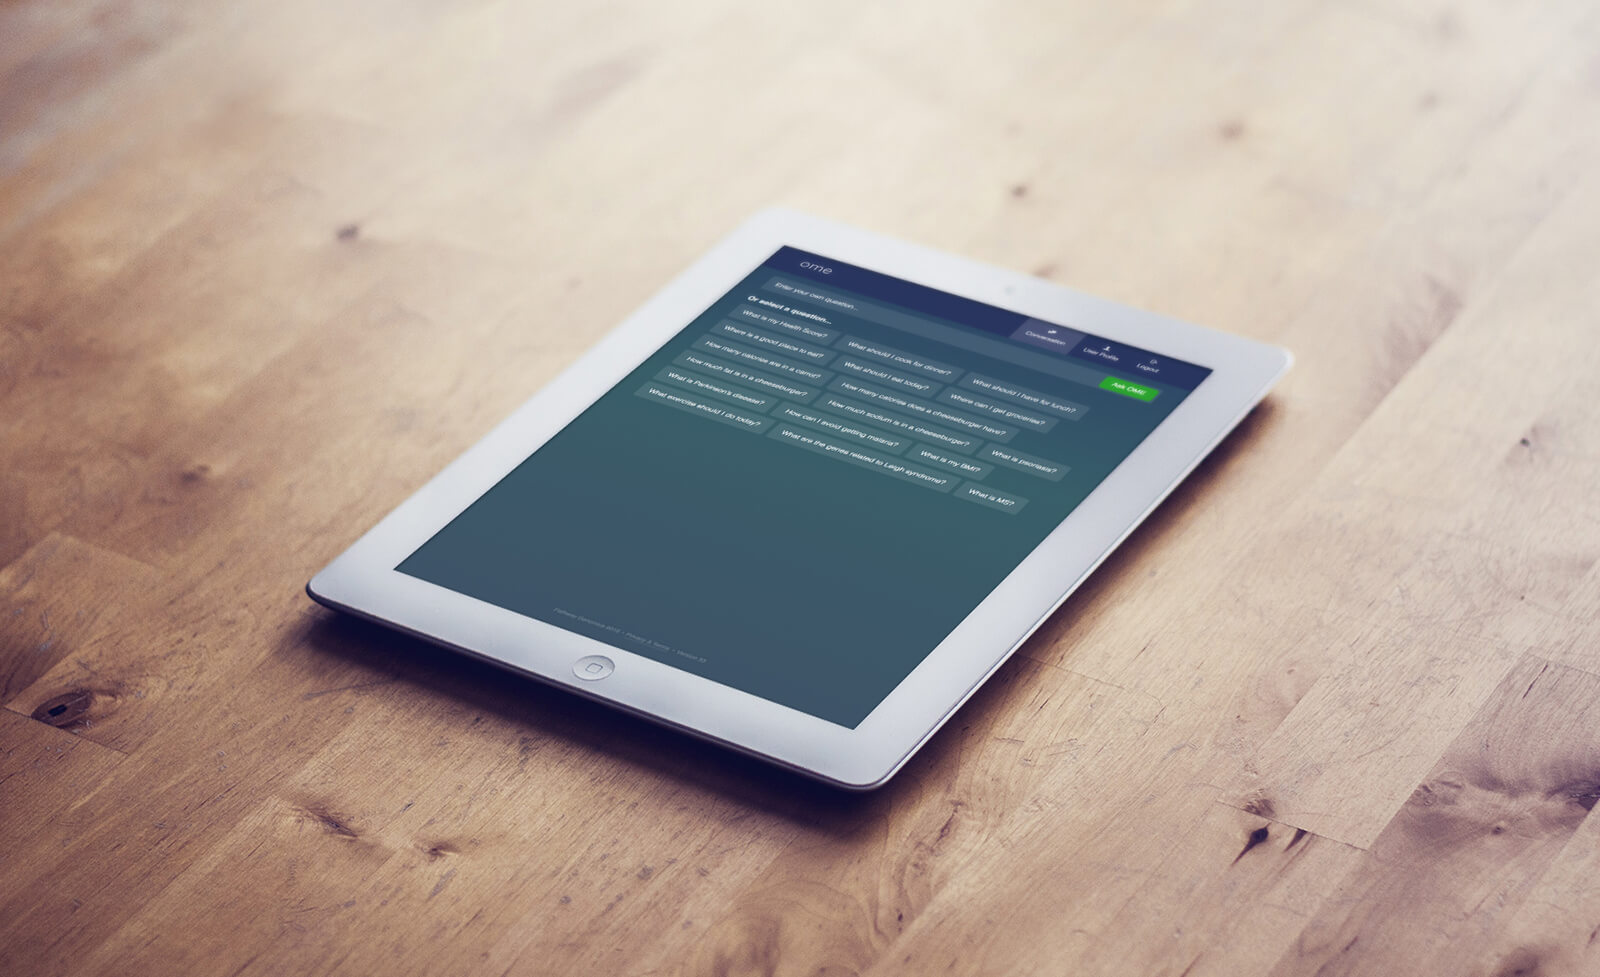 ome
Conversation
User Profile
Logout
Enter your own question...
Ask OME
Or select a question...
What is my Health Score?
What should I cook for dinner?
What should I have for lunch?
Where is a good place to eat?
What should I eat today?
Where can I get groceries?
How many calories are in a carrot?
How many calories does a cheeseburger have?
How much fat is in a cheeseburger?
How much sodium is in a cheeseburger?
What is psoriasis?
What is Parkinson's disease?
How can I avoid getting malaria?
What is my BMI?
What exercise should I do today?
What are the genes related to Leigh syndrome?
What is MS?
Privacy & Terms